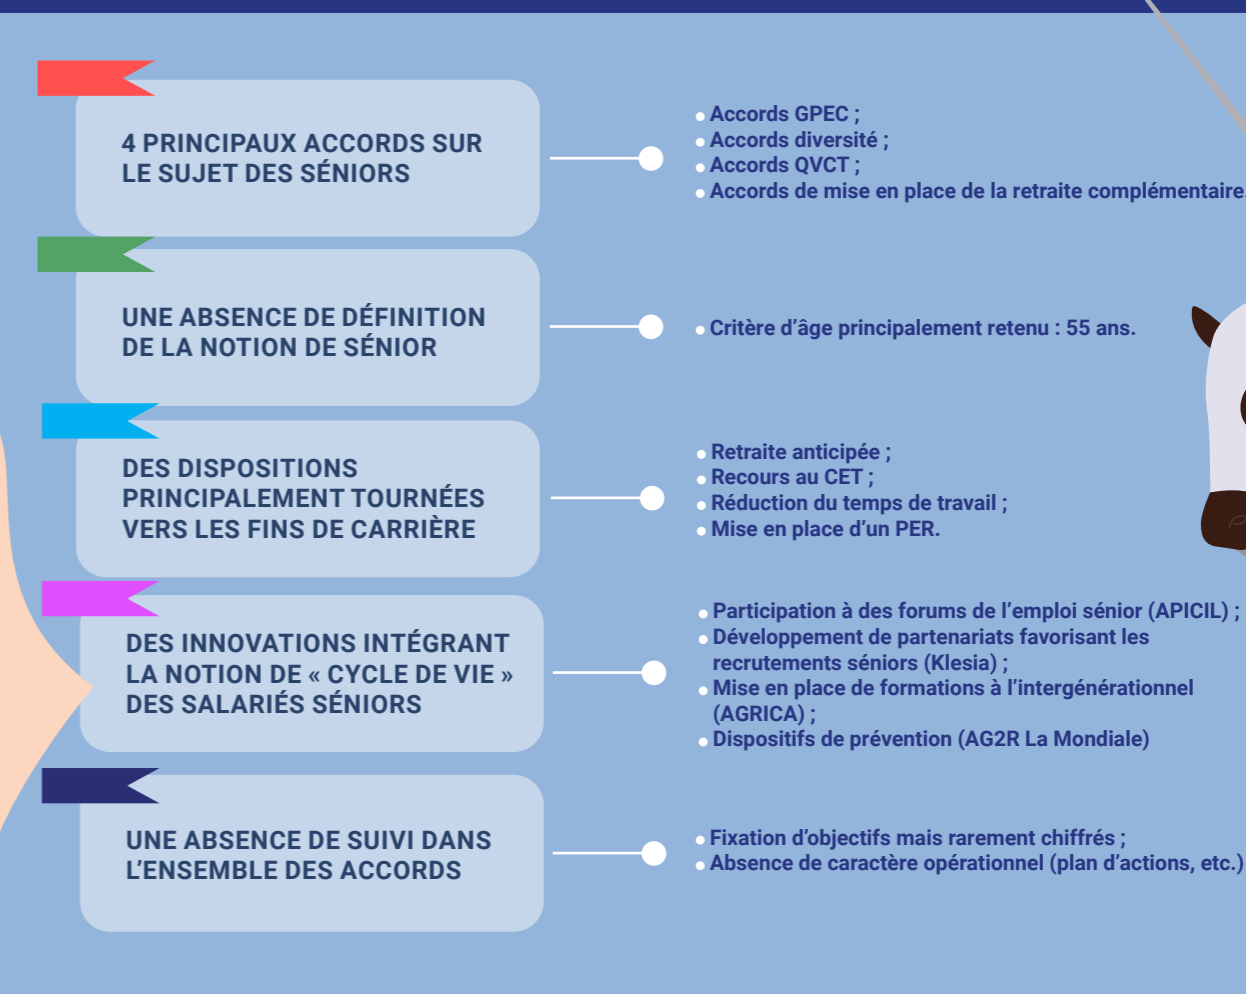 4 PRINCIPAUX ACCORDS SUR
LE SUJET DES SÉNIORS
Accords GPEC ;
Accords diversité ;
Accords QVCT ;
Accords de mise en place de la retraite complémentaire.
UNE ABSENCE DE DÉFINITION
DE LA NOTION DE SÉNIOR
Critère d'âge principalement retenu : 55 ans.
DES DISPOSITIONS
PRINCIPALEMENT TOURNÉES
VERS LES FINS DE CARRIÈRE
Retraite anticipée ;
Recours au CET ;
Réduction du temps de travail ;
Mise en place d'un PER.
DES INNOVATIONS INTÉGRANT
LA NOTION DE « CYCLE DE VIE »
DES SALARIÉS SÉNIORS
Participation à des forums de l'emploi sénior (APICIL) ;
Développement de partenariats favorisant les
recrutements séniors (Klesia) ;
Mise en place de formations à l'intergénérationnel
(AGRICA) ;
Dispositifs de prévention (AG2R La Mondiale)
UNE ABSENCE DE SUIVI DANS
L'ENSEMBLE DES ACCORDS
Fixation d'objectifs mais rarement chiffrés ;
Absence de caractère opérationnel (plan d'actions, etc.)